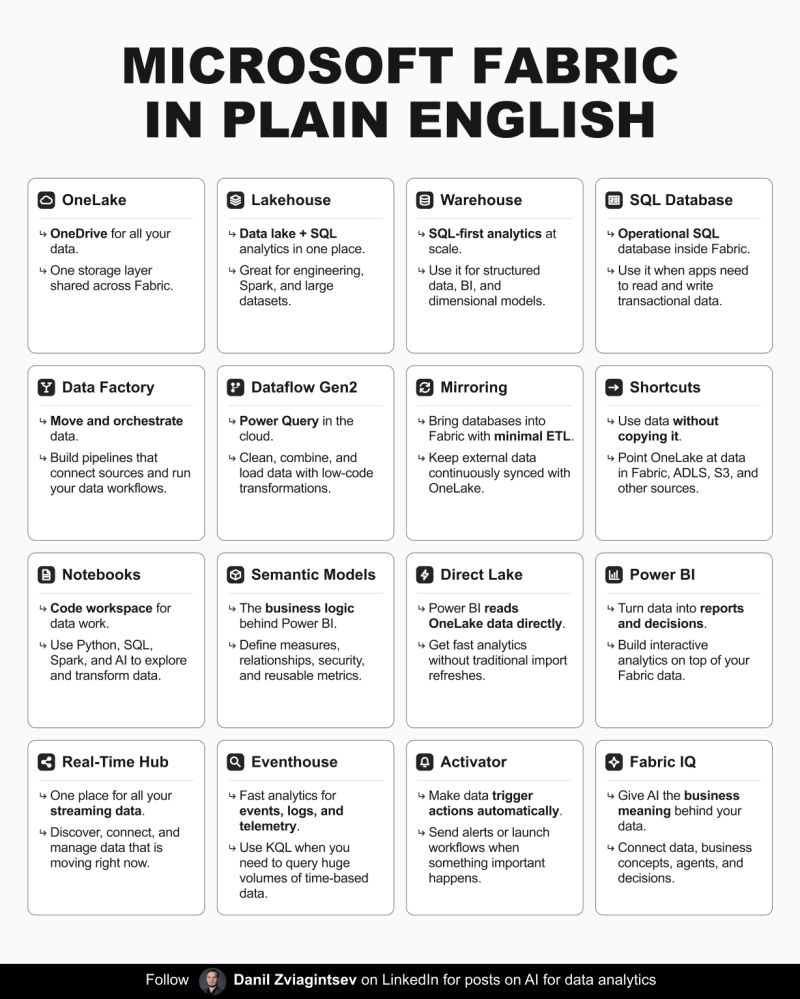 MICROSOFT FABRIC
IN PLAIN ENGLISH
OneLake
↳ OneDrive for all your
data.
↳ One storage layer
shared across Fabric.
Lakehouse
↳ Data lake + SQL
analytics in one place.
↳ Great for engineering,
Spark, and large
datasets.
Warehouse
↳ SQL-first analytics at
scale.
↳ Use it for structured
data, BI, and
dimensional models.
SQL Database
↳ Operational SQL
database inside Fabric.
↳ Use it when apps need
to read and write
transactional data.
Data Factory
↳ Move and orchestrate
data.
↳ Build pipelines that
connect sources and run
your data workflows.
Dataflow Gen2
↳ Power Query in the
cloud.
↳ Clean, combine, and
load data with low-code
transformations.
Mirroring
↳ Bring databases into
Fabric with minimal ETL.
↳ Keep external data
continuously synced with
OneLake.
Shortcuts
↳ Use data without
copying it.
↳ Point OneLake at data
in Fabric, ADLS, S3, and
other sources.
Notebooks
↳ Code workspace for
data work.
↳ Use Python, SQL,
Spark, and AI to explore
and transform data.
Semantic Models
↳ The business logic
behind Power BI.
↳ Define measures,
relationships, security,
and reusable metrics.
Direct Lake
↳ Power BI reads
OneLake data directly.
↳ Get fast analytics
without traditional import
refreshes.
Power BI
↳ Turn data into reports
and decisions.
↳ Build interactive
analytics on top of your
Fabric data.
Real-Time Hub
↳ One place for all your
streaming data.
↳ Discover, connect, and
manage data that is
moving right now.
Eventhouse
↳ Fast analytics for
events, logs, and
telemetry.
↳ Use KQL when you
need to query huge
volumes of time-based
data.
Activator
↳ Make data trigger
actions automatically.
↳ Send alerts or launch
workflows when
something important
happens.
Fabric IQ
↳ Give AI the business
meaning behind your
data.
↳ Connect data, business
concepts, agents, and
decisions.
Follow Danil Zviagintsev on LinkedIn for posts on AI for data analytics